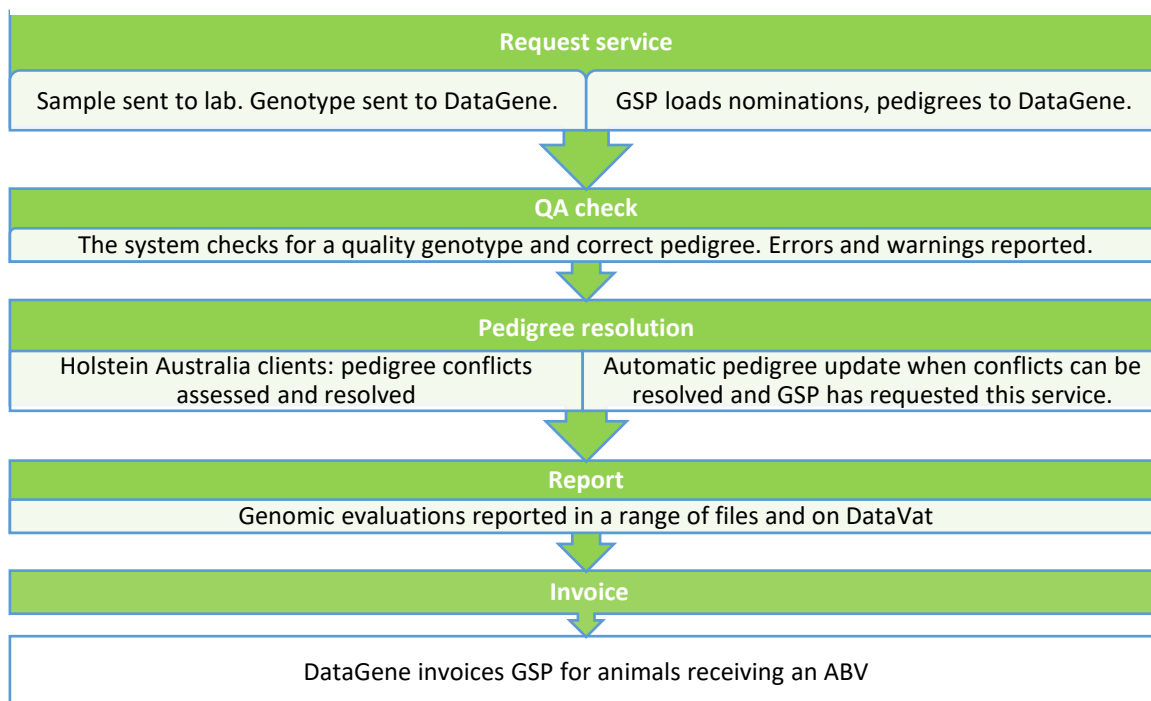 Request service
Sample sent to lab. Genotype sent to DataGene.
GSP loads nominations, pedigrees to DataGene.
QA check
The system checks for a quality genotype and correct pedigree. Errors and warnings reported.
Pedigree resolution
Holstein Australia clients: pedigree conflicts
assessed and resolved
Automatic pedigree update when conflicts can be
resolved and GSP has requested this service.
Report
Genomic evaluations reported in a range of files and on DataVat
Invoice
DataGene invoices GSP for animals receiving an ABV